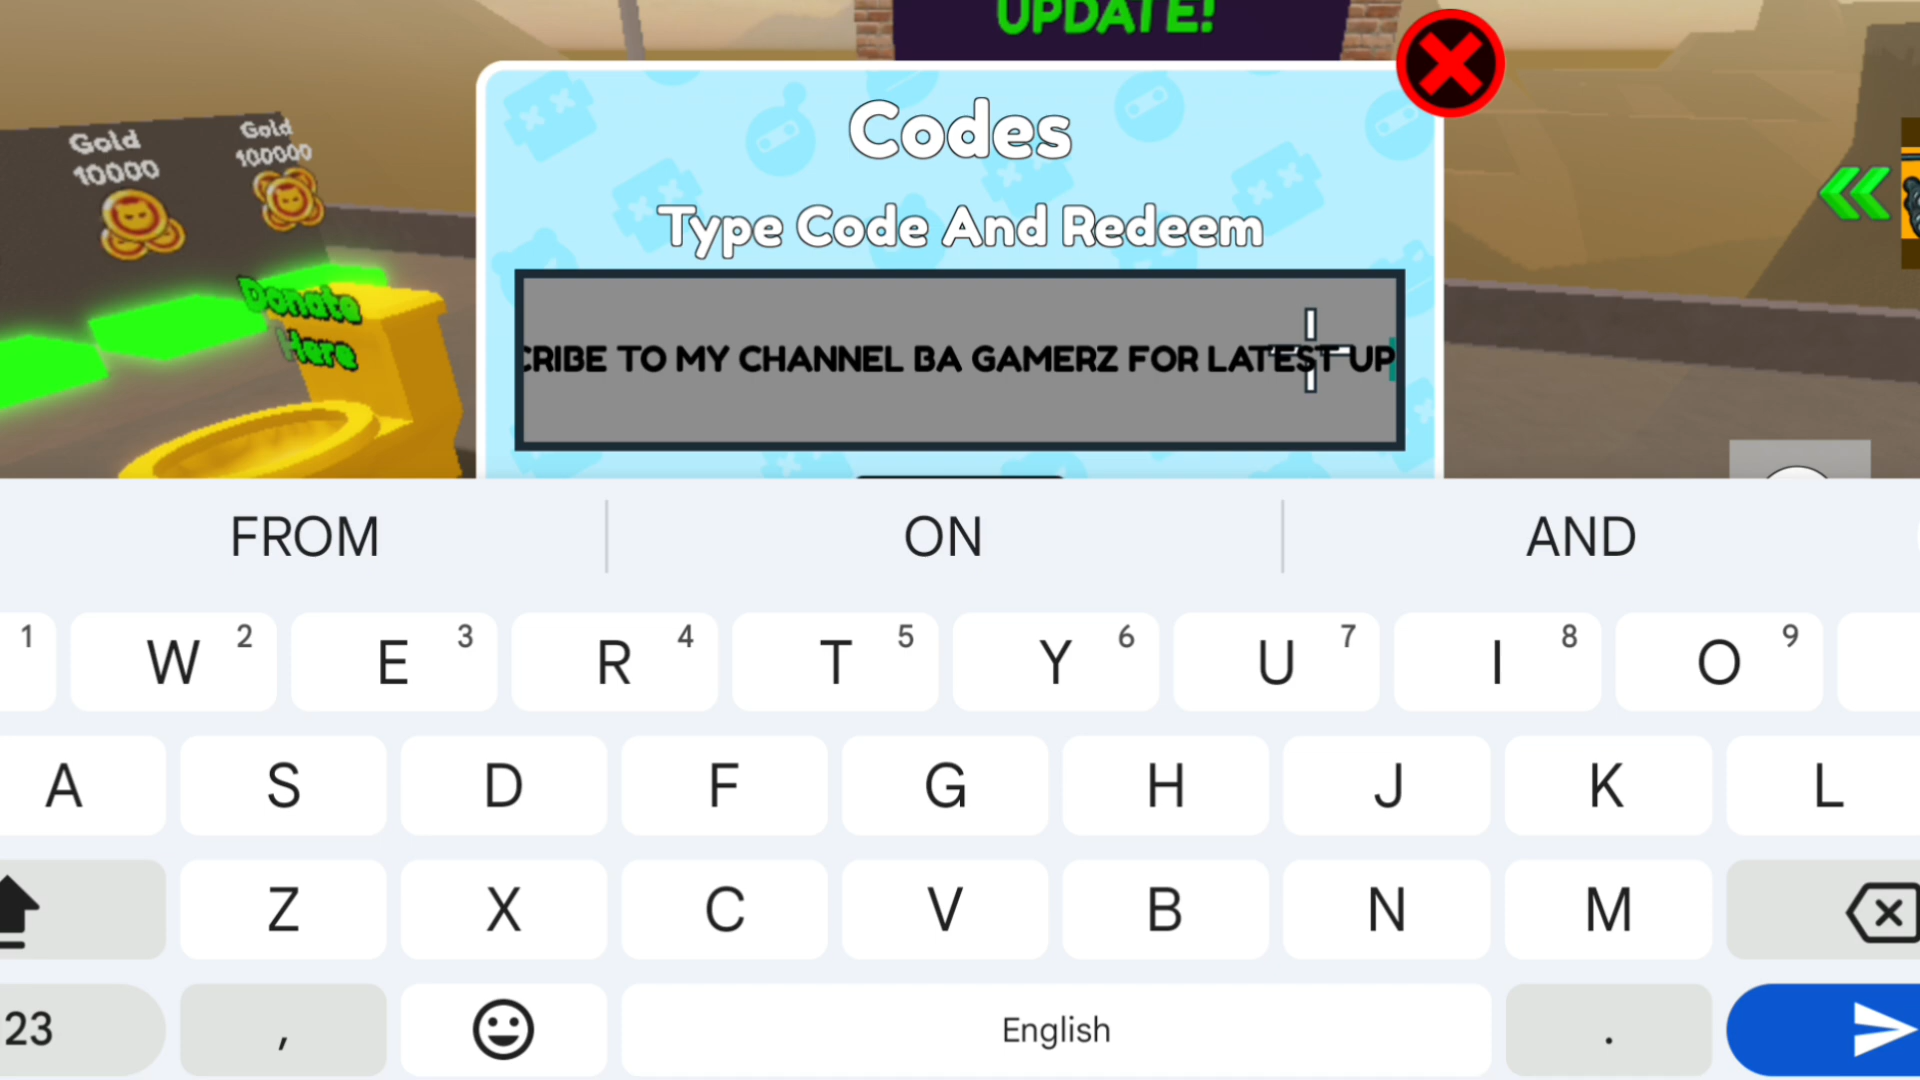 UPDATE!
Codes
Gold
10000
Gold
100000
Type Code And Redeem
Donate
Here
CRIBE TO MY CHANNEL BA GAMERZ FOR LATEST UP
FROM ON AND
1 W 2 E 3 R 4 T 5 Y 6 U 7 I 8 O 9
A S D F G H J K L
Z X C V B N M
23 , English .